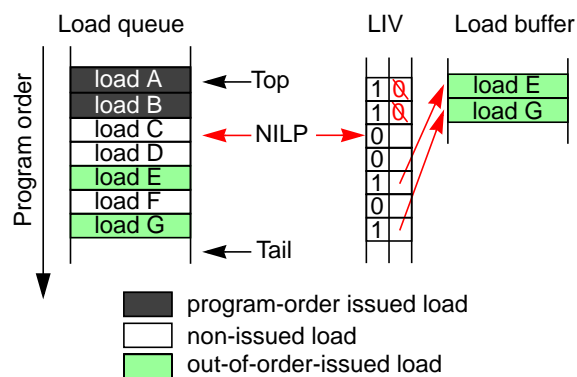 Load queue LIV Load buffer
Program order
load A Top 1 0 load E
load B 1 0 load G
load C NILP 0
load D 0
load E 1
load F 0
load G 1
Tail
program-order issued load
non-issued load
out-of-order-issued load